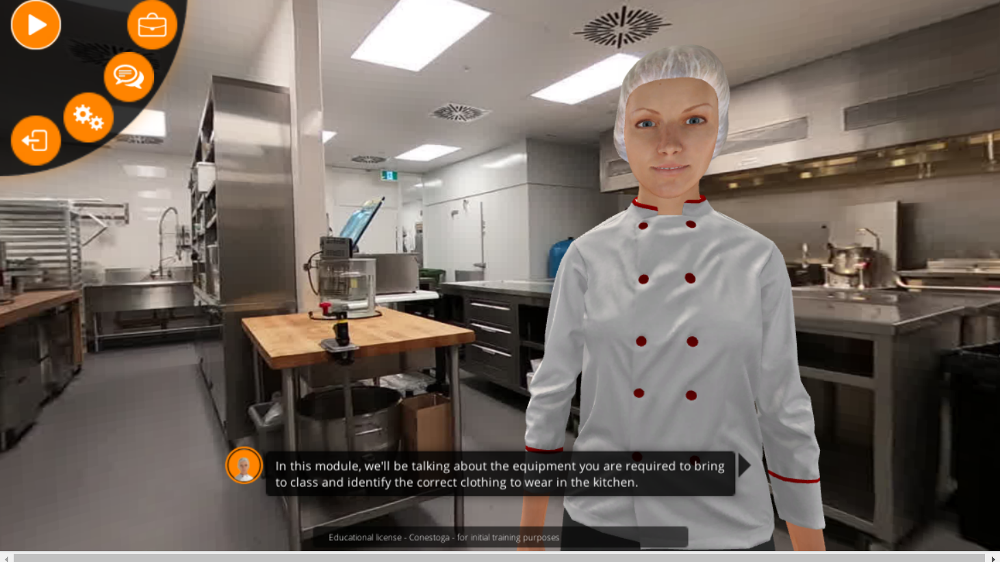 In this module, we'll be talking about the equipment you are required to bring
to class and identify the correct clothing to wear in the kitchen.
Educational license - Conestoga - for initial training purposes